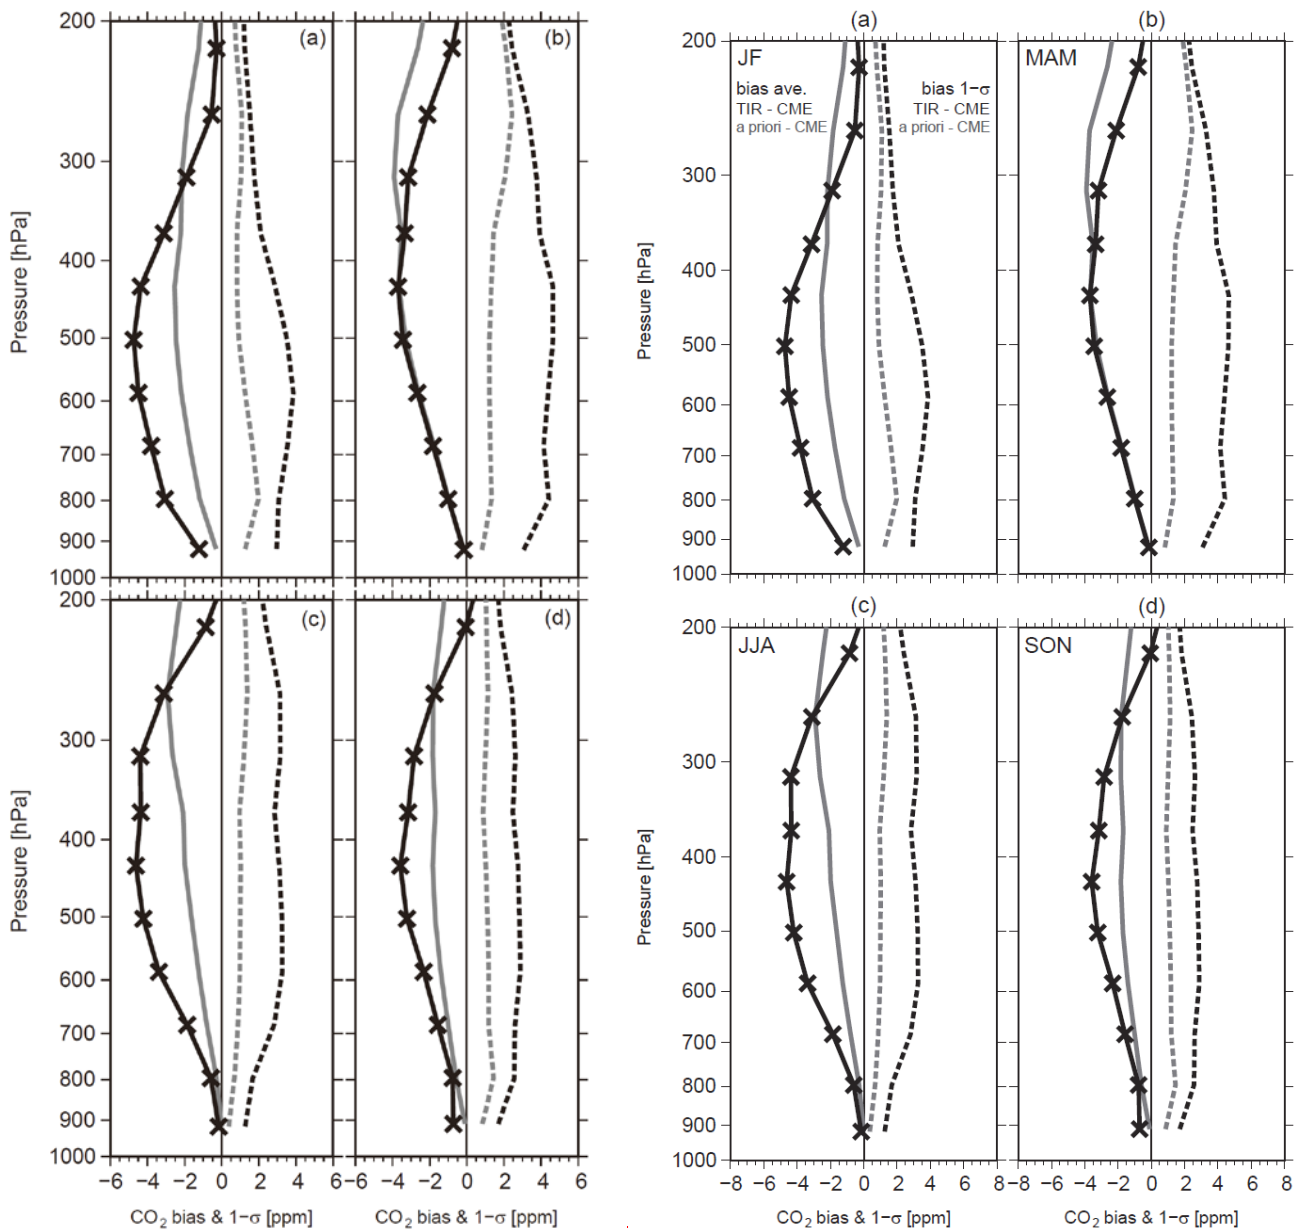 (a)
(b)
200
300
400
500
600
700
800
900
1000
Pressure [hPa]
(c)
(d)
200
300
400
500
600
700
800
900
1000
Pressure [hPa]
−6 −4 −2 0 2 4 6
−6 −4 −2 0 2 4 6
CO2 bias & 1−σ [ppm]
CO2 bias & 1−σ [ppm]
(a)
(b)
JF
bias ave.
TIR - CME
a priori - CME
bias 1−σ
TIR - CME
a priori - CME
MAM
200
300
400
500
600
700
800
900
1000
Pressure [hPa]
(c)
(d)
JJA
SON
200
300
400
500
600
700
800
900
1000
Pressure [hPa]
−8 −6 −4 −2 0 2 4 6 8
−8 −6 −4 −2 0 2 4 6 8
CO2 bias & 1−σ [ppm]
CO2 bias & 1−σ [ppm]